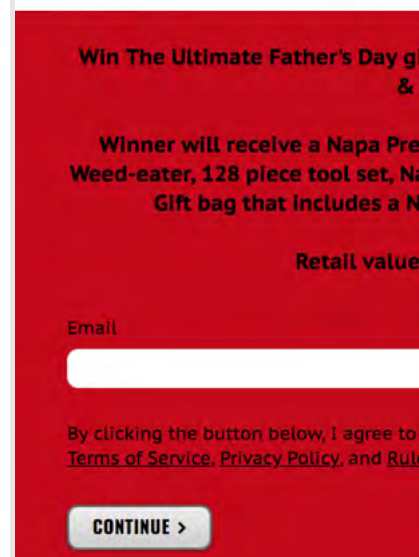 Win The Ultimate Father's Day
&
Winner will receive a Napa
Weed-eater, 128 piece tool set,
Gift bag that includes a
Retail value
Email
By clicking the button below, I agree to
Terms of Service, Privacy Policy, and
CONTINUE >